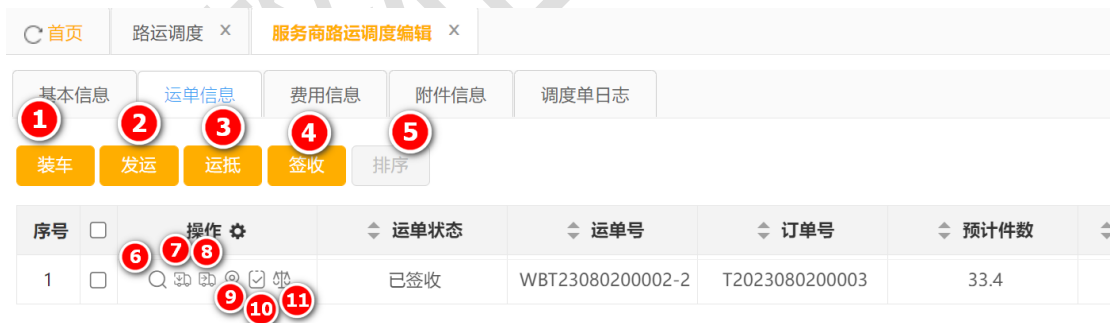 首页 路运调度 × 服务商路运调度编辑 ×
基本信息 运单信息 费用信息 附件信息 调度单日志
1 2 3 4 5
装车 发运 运抵 签收 排序
序号 操作 运单状态 运单号 订单号 预计件数
6 7 8
1 已签收 WBT23080200002-2 T2023080200003 33.4
9 10 11